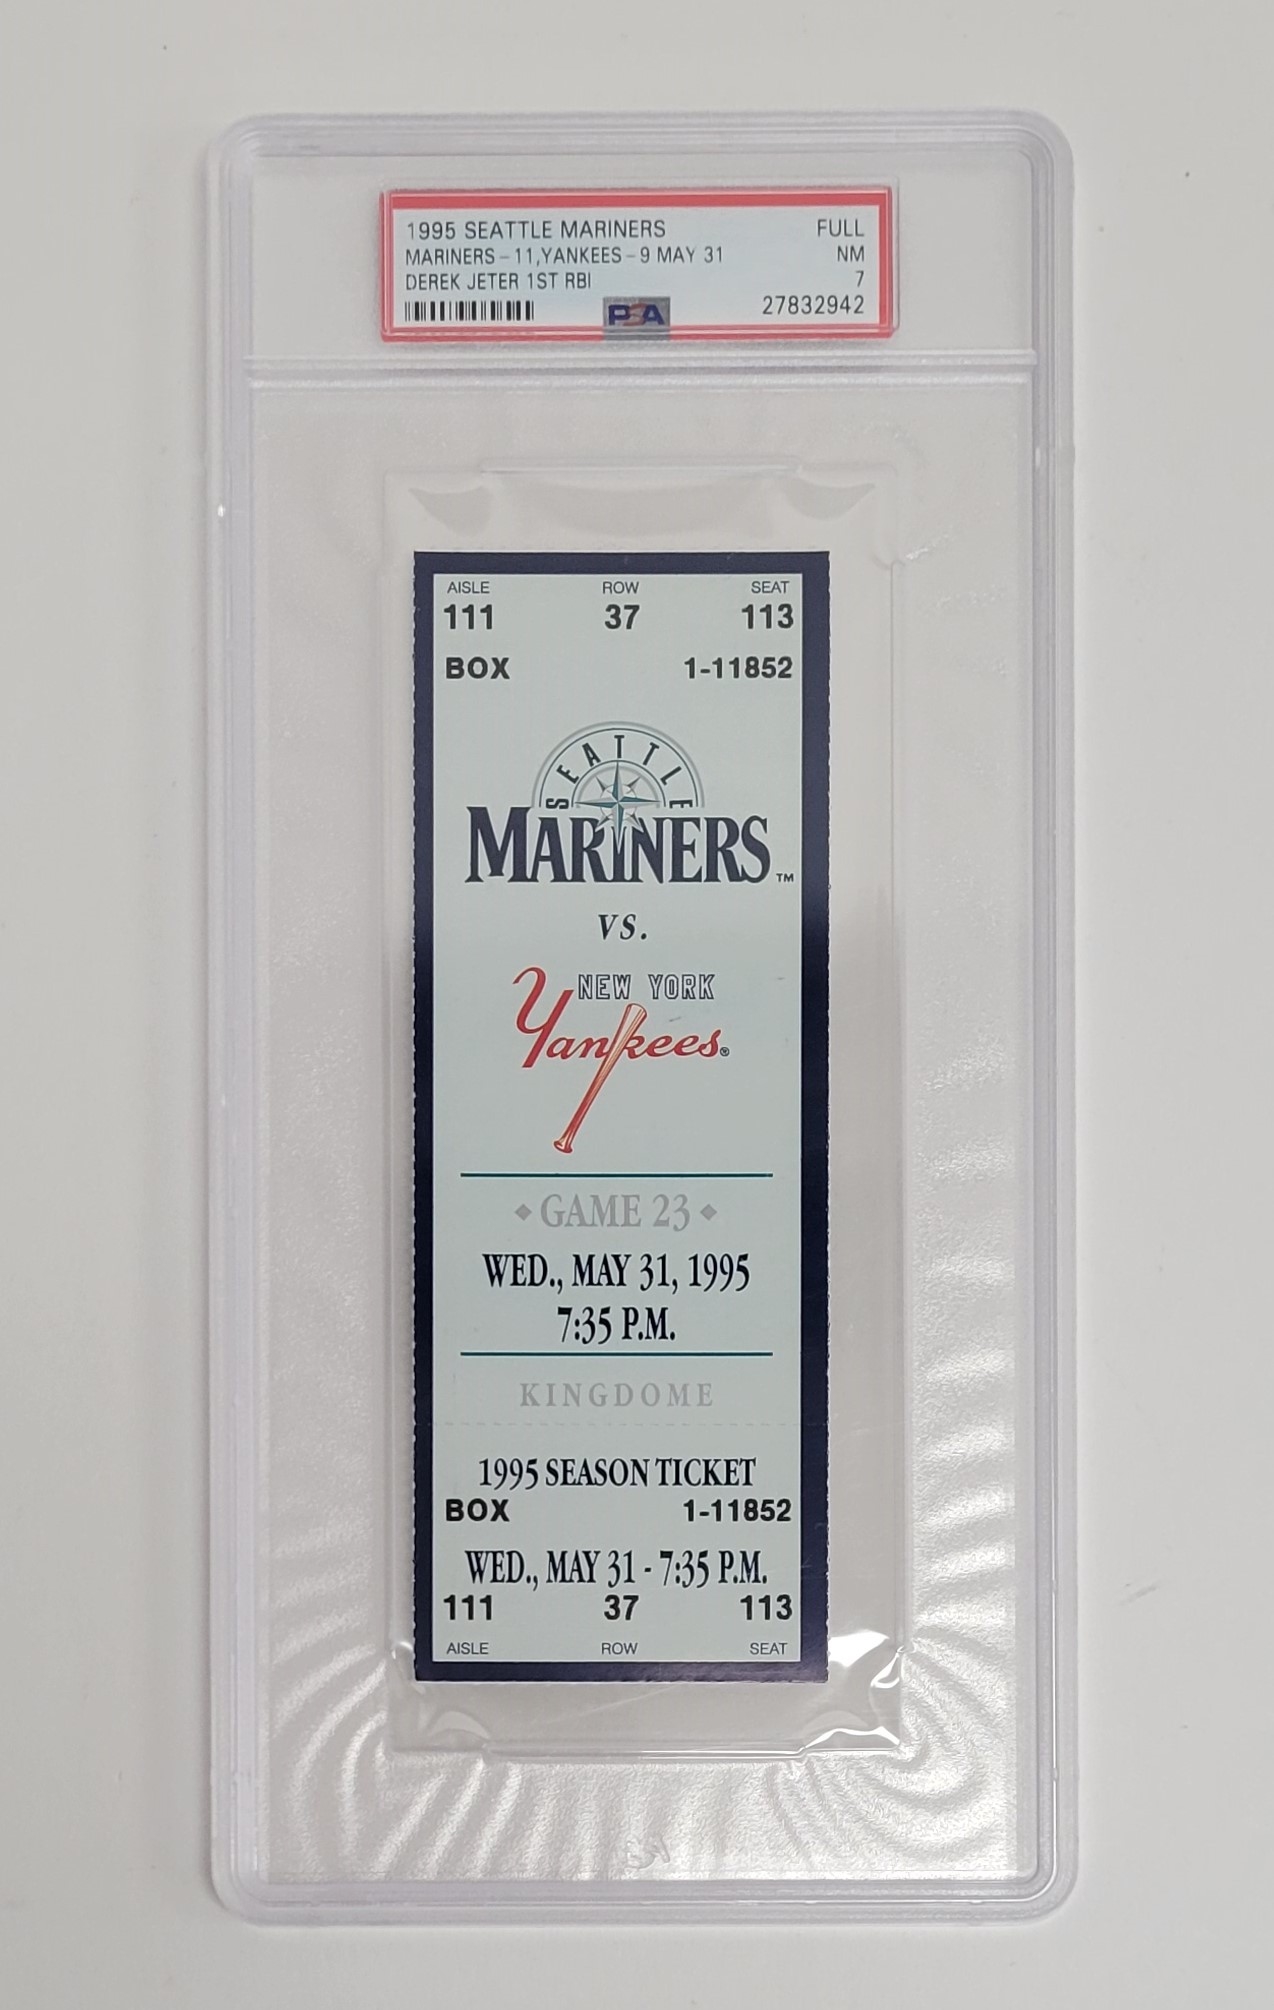 1995 SEATTLE MARINERS FULL
MARINERS-11,YANKEES-9 MAY 31 NM
DEREK JETER 1ST RBI 7
PSA 27832942
AISLE ROW SEAT
111 37 113
BOX 1-11852
SEATTLE
MARINERS™
VS.
NEW YORK
Yankees®
◆ GAME 23 ◆
WED., MAY 31, 1995
7:35 P.M.
KINGDOME
1995 SEASON TICKET
BOX 1-11852
WED., MAY 31 - 7:35 P.M.
111 37 113
AISLE ROW SEAT